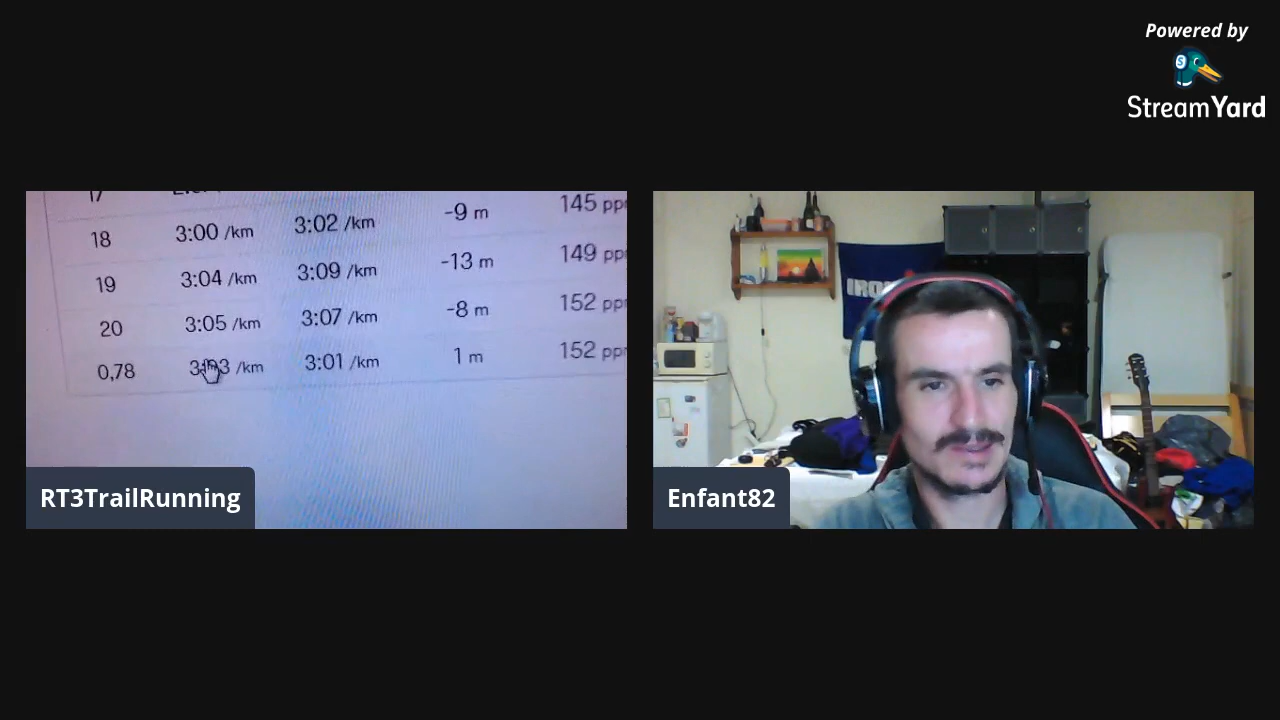 Powered by
StreamYard
17
18 3:00 /km 3:02 /km -9 m 145
19 3:04 /km 3:09 /km -13 m 149
20 3:05 /km 3:07 /km -8 m 152
0,78 /km 3:01 /km 1 m 152
RT3TrailRunning
Enfant82